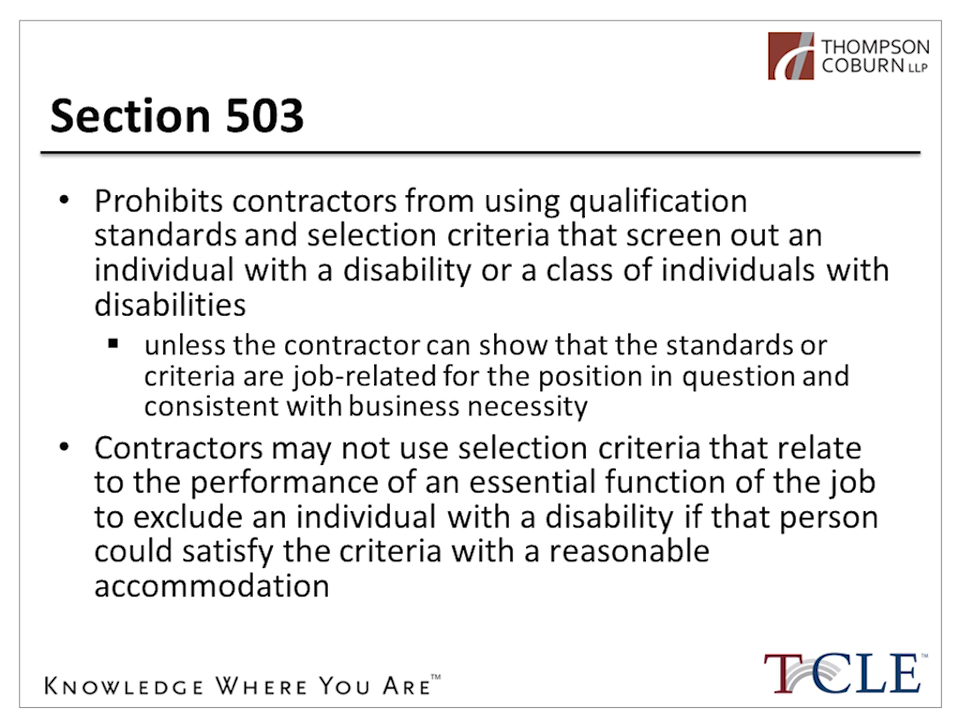 THOMPSON
COBURN LLP
Section 503
• Prohibits contractors from using qualification
standards and selection criteria that screen out an
individual with a disability or a class of individuals with
disabilities
▪ unless the contractor can show that the standards or
criteria are job-related for the position in question and
consistent with business necessity
• Contractors may not use selection criteria that relate
to the performance of an essential function of the job
to exclude an individual with a disability if that person
could satisfy the criteria with a reasonable
accommodation
KNOWLEDGE WHERE YOU ARE™
TCLE™